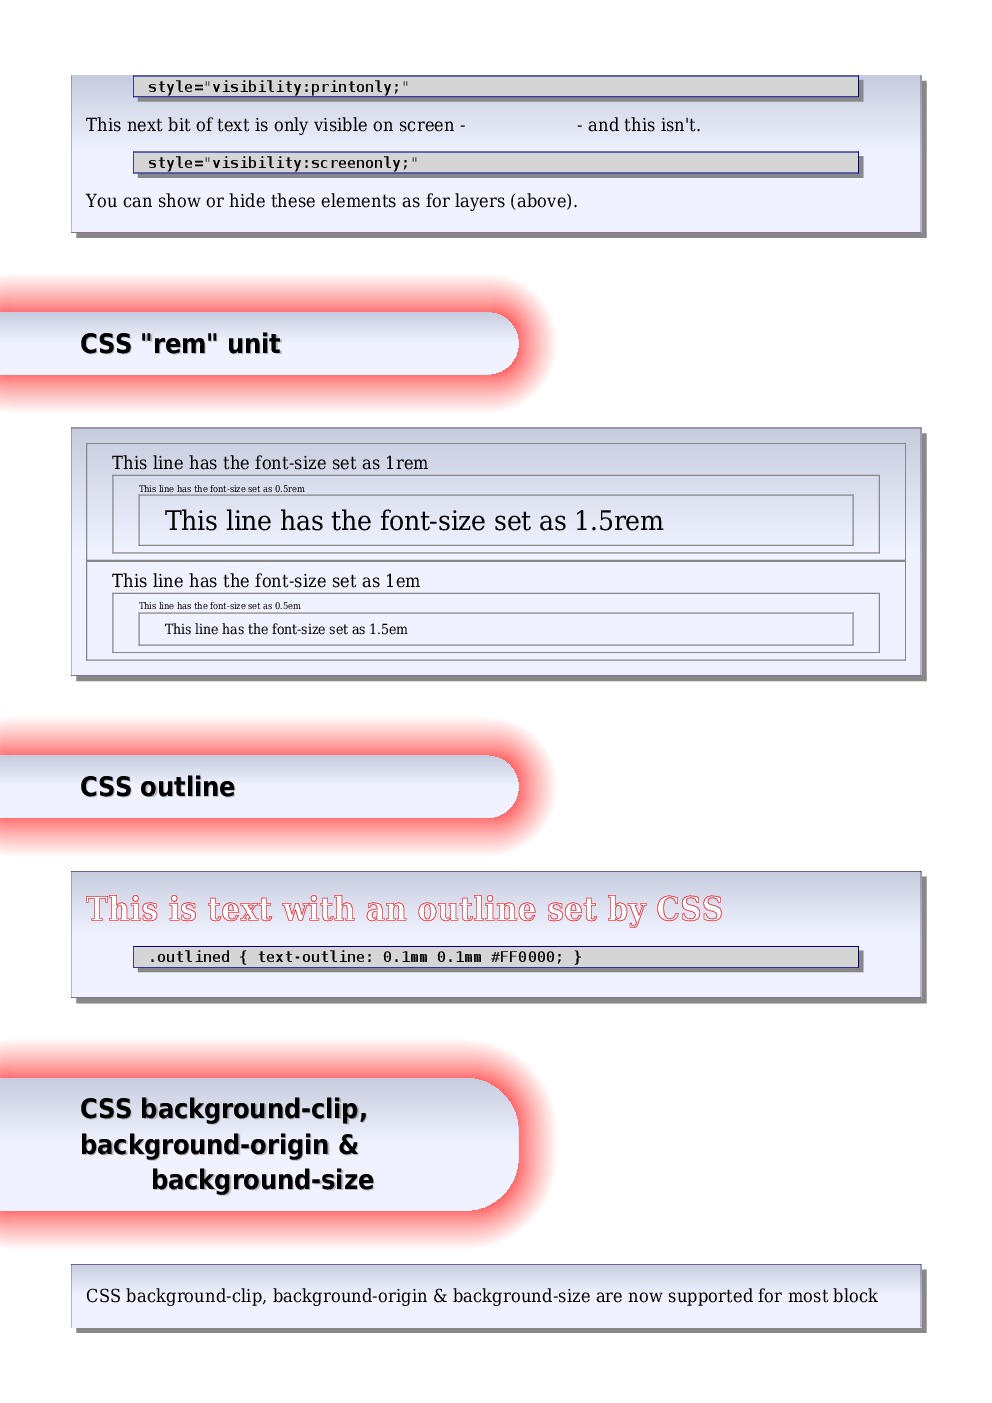 style="visibility:printonly;"
This next bit of text is only visible on screen - - and this isn't.
style="visibility:screenonly;"
You can show or hide these elements as for layers (above).
CSS "rem" unit
This line has the font-size set as 1rem
This line has the font-size set as 0.5rem
This line has the font-size set as 1.5rem
This line has the font-size set as 1em
This line has the font-size set as 0.5em
This line has the font-size set as 1.5em
CSS outline
This is text with an outline set by CSS
.outlined { text-outline: 0.1mm 0.1mm #FF0000; }
CSS background-clip,
background-origin &
background-size
CSS background-clip, background-origin & background-size are now supported for most block